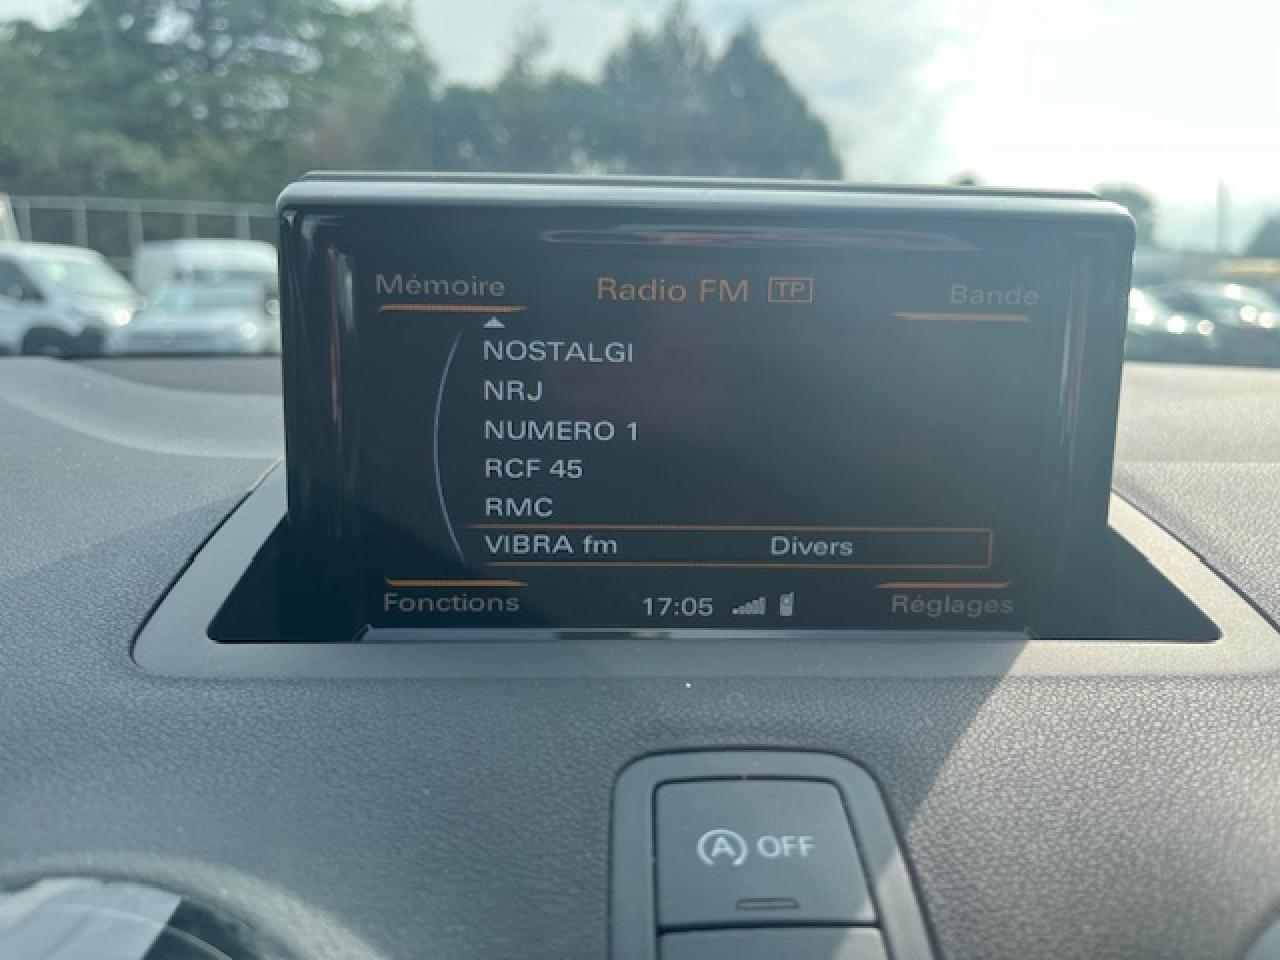 Mémoire Radio FM TP Bande
NOSTALGI
NRJ
NUMERO 1
RCF 45
RMC
VIBRA fm Divers
Fonctions 17:05 Réglages
A OFF